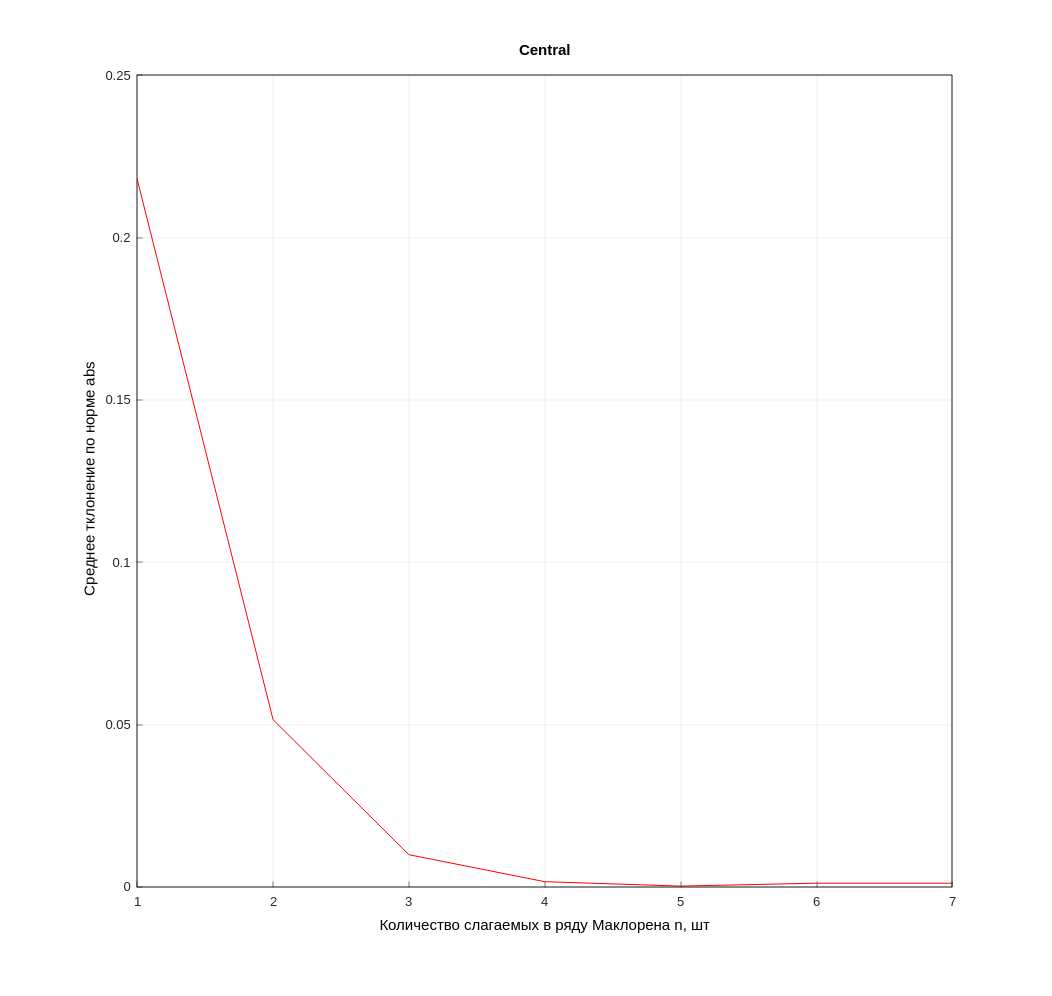 Central
0.25
0.2
0.15
0.1
0.05
0
Среднее тклонение по норме abs
1 2 3 4 5 6 7
Количество слагаемых в ряду Маклорена n, шт